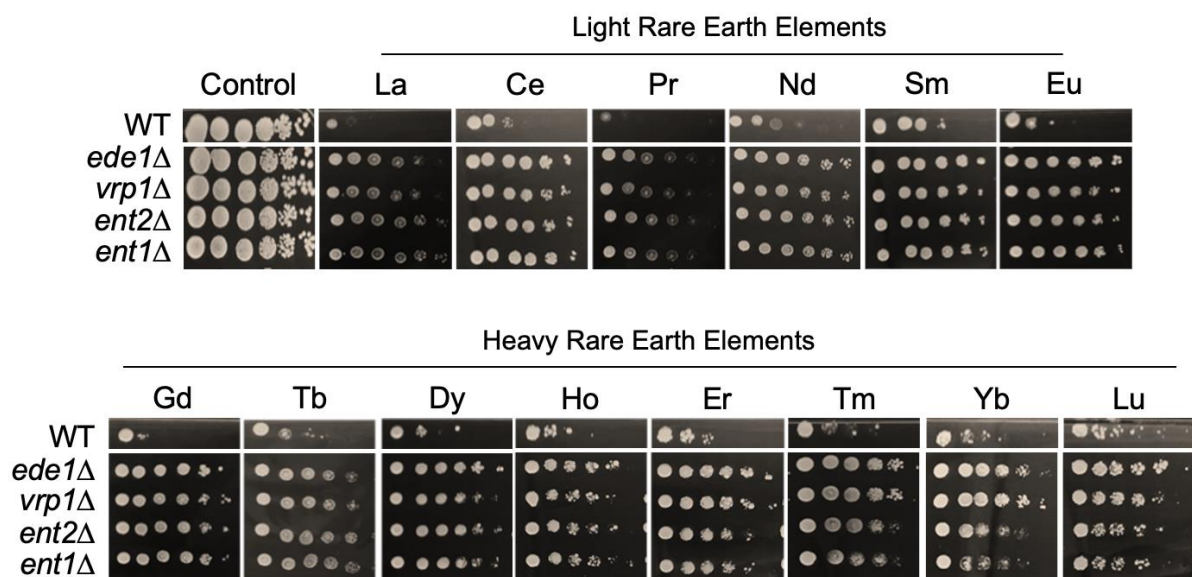 Light Rare Earth Elements
Control La Ce Pr Nd Sm Eu
WT
ede1Δ
vrp1Δ
ent2Δ
ent1Δ
Heavy Rare Earth Elements
Gd Tb Dy Ho Er Tm Yb Lu
WT
ede1Δ
vrp1Δ
ent2Δ
ent1Δ